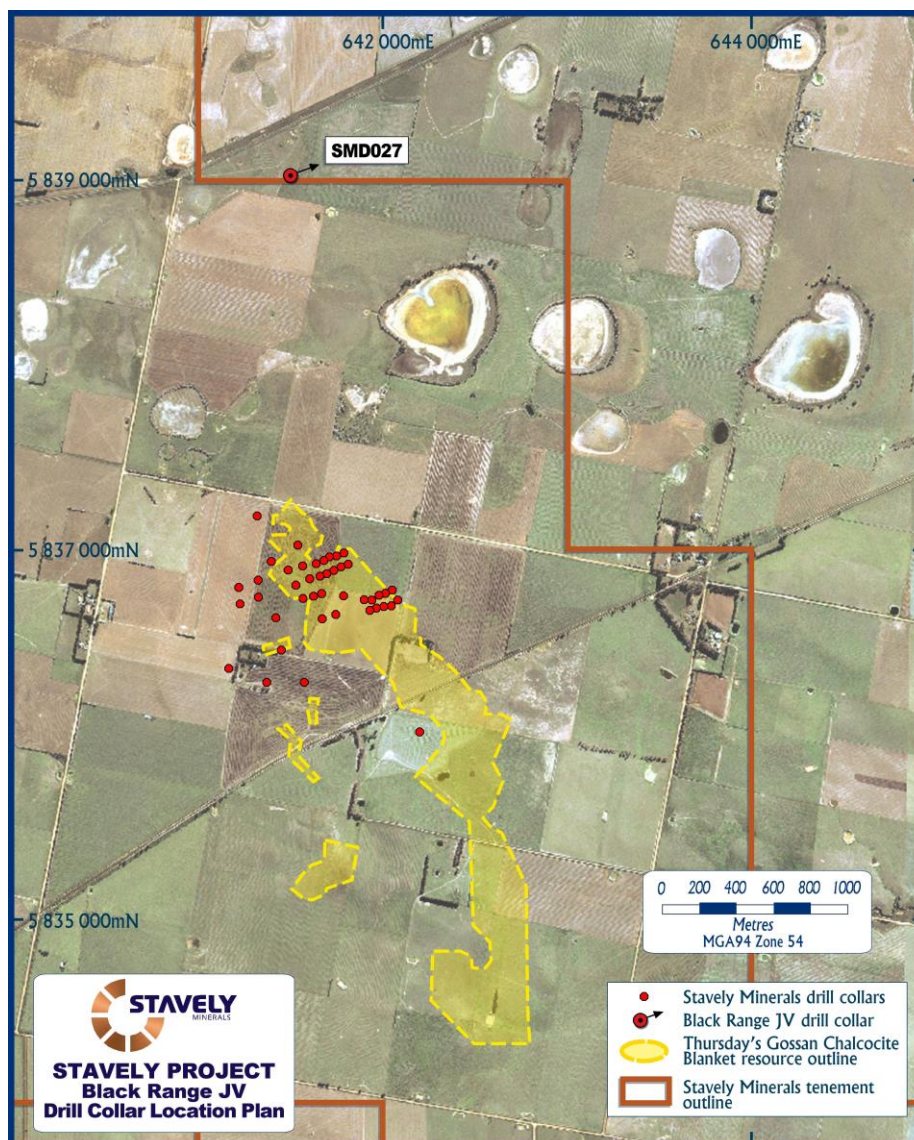 642 000mE
644 000mE
SMD027
5 839 000mN
5 837 000mN
5 835 000mN
0 200 400 600 800 1000
Metres
MGA94 Zone 54
STAVELY
MINERALS
STAVELY PROJECT
Black Range JV
Drill Collar Location Plan
Stavely Minerals drill collars
Black Range JV drill collar
Thursday's Gossan Chalcocite
Blanket resource outline
Stavely Minerals tenement
outline